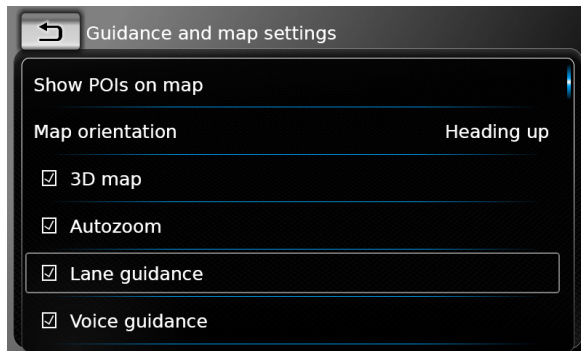 Guidance and map settings
Show POIs on map
Map orientation Heading up
3D map
Autozoom
Lane guidance
Voice guidance